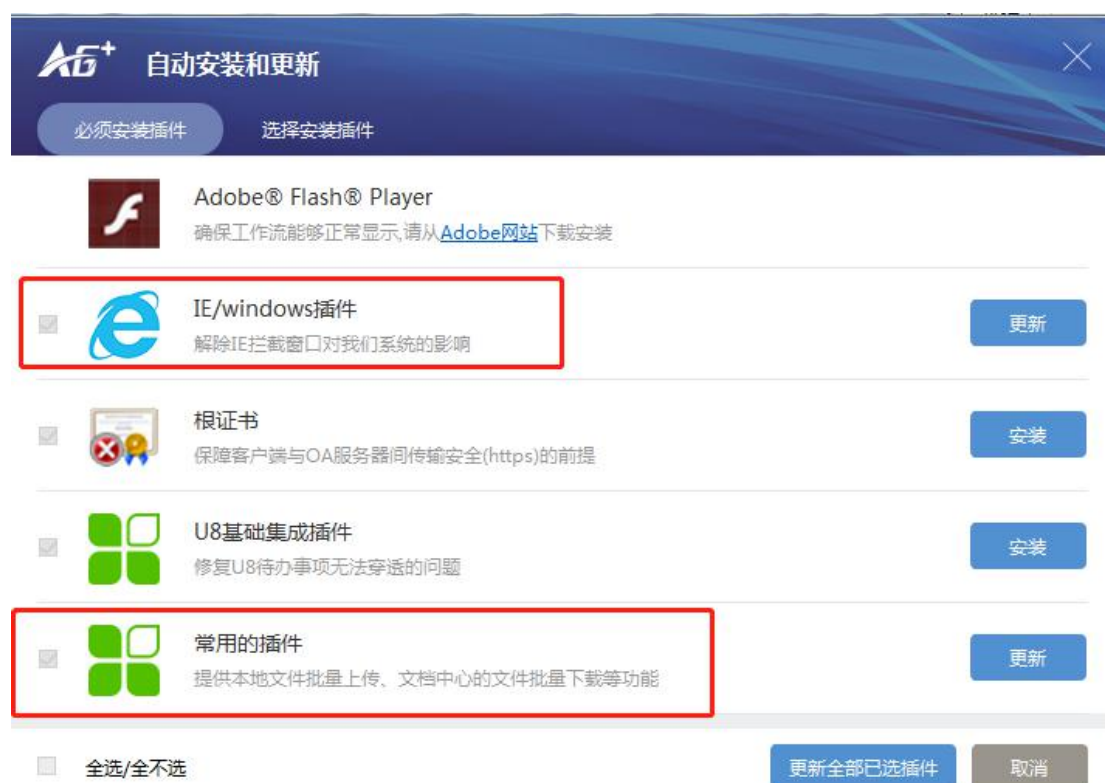 A6+ 自动安装和更新
必须安装插件 选择安装插件
Adobe® Flash® Player
确保工作流能够正常显示,请从Adobe网站下载安装
IE/windows插件
解除IE拦截窗口对我们系统的影响
更新
根证书
保障客户端与OA服务器间传输安全(https)的前提
安装
U8基础集成插件
修复U8待办事项无法穿透的问题
安装
常用的插件
提供本地文件批量上传、文档中心的文件批量下载等功能
更新
全选/全不选 更新全部已选插件 取消